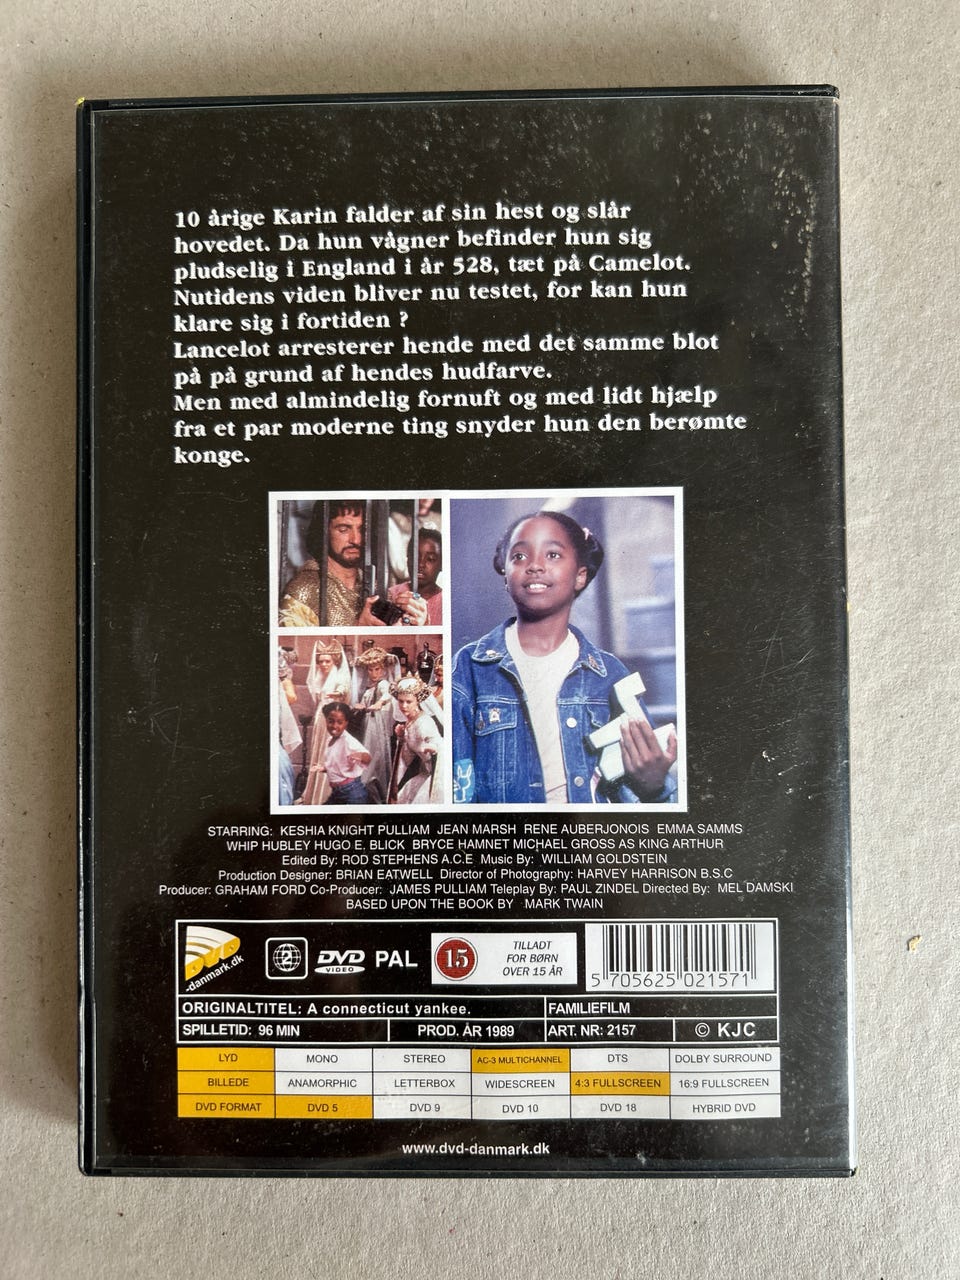 10 årige Karin falder af sin hest og slår
hovedet. Da hun vågner befinder hun sig
pludselig i England i år 528, tæt på Camelot.
Nutidens viden bliver nu testet, for kan hun
klare sig i fortiden ?
Lancelot arresterer hende med det samme blot
på på grund af hendes hudfarve.
Men med almindelig fornuft og med lidt hjælp
fra et par moderne ting snyder hun den berømte
konge.
STARRING: KESHIA KNIGHT PULLIAM JEAN MARSH RENE AUBERJONOIS EMMA SAMMS
WHIP HUBLEY HUGO E. BLICK BRYCE HAMNET MICHAEL GROSS AS KING ARTHUR
Edited By: ROD STEPHENS A.C.E Music By: WILLIAM GOLDSTEIN
Production Designer: BRIAN EATWELL Director of Photography: HARVEY HARRISON B.S.C
Producer: GRAHAM FORD Co-Producer: JAMES PULLIAM Teleplay By: PAUL ZINDEL Directed By: MEL DAMSKI
BASED UPON THE BOOK BY MARK TWAIN
DVD
-danmark.dk
2
DVD
VIDEO
PAL
15
TILLADT
FOR BØRN
OVER 15 ÅR
5 705625 021571
ORIGINALTITEL: A connecticut yankee. FAMILIEFILM
SPILLETID: 96 MIN PROD. ÅR 1989 ART. NR: 2157 © KJC
LYD MONO STEREO AC-3 MULTICHANNEL DTS DOLBY SURROUND
BILLEDE ANAMORPHIC LETTERBOX WIDESCREEN 4:3 FULLSCREEN 16:9 FULLSCREEN
DVD FORMAT DVD 5 DVD 9 DVD 10 DVD 18 HYBRID DVD
www.dvd-danmark.dk